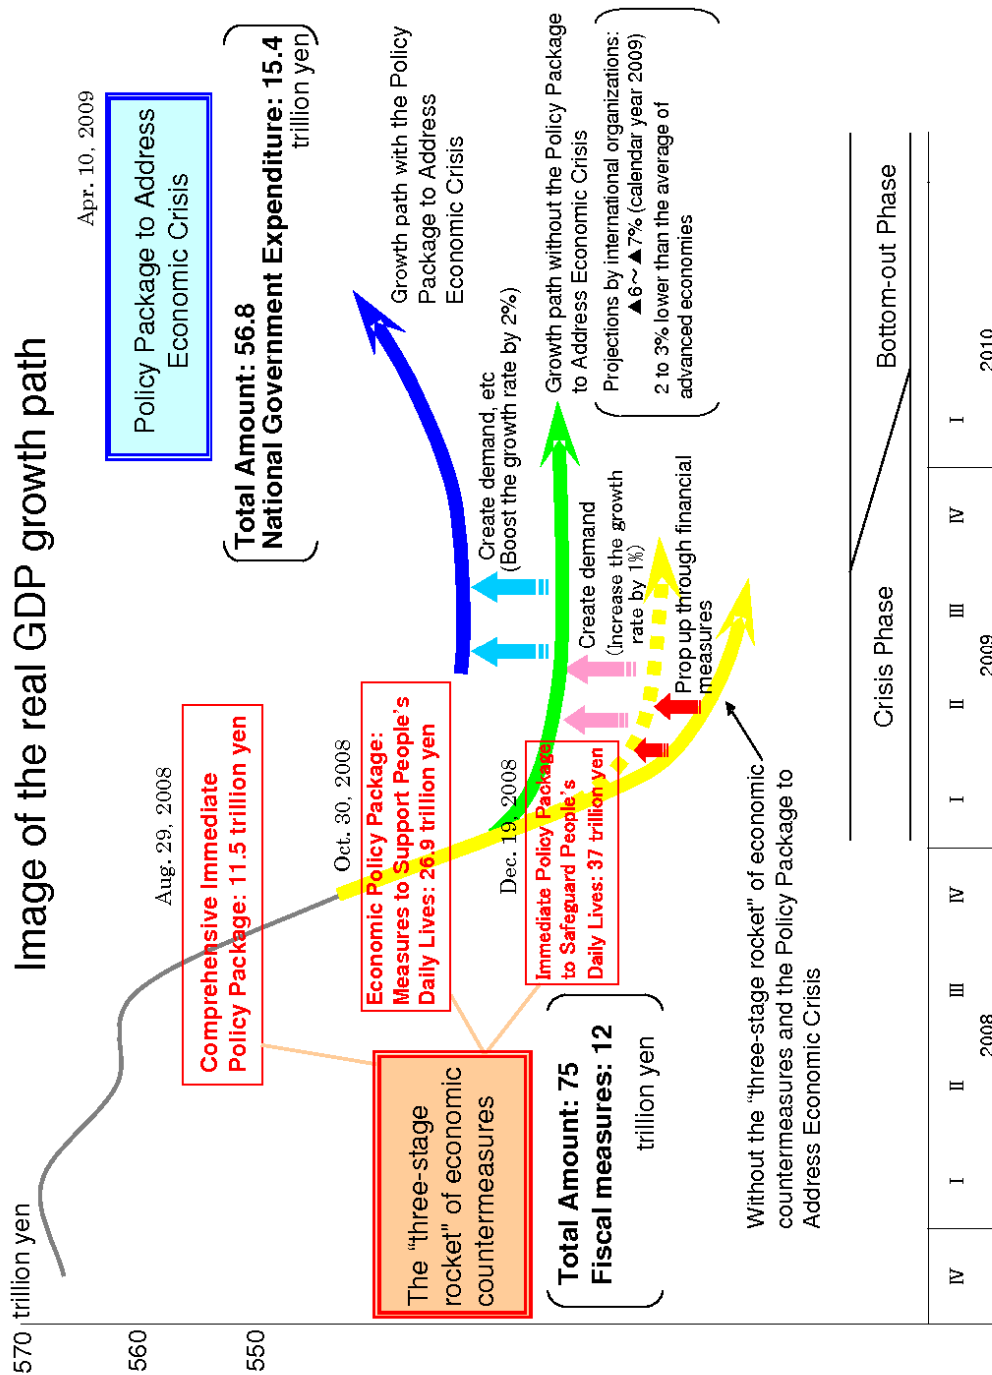 Image of the real GDP growth path
570 trillion yen
560
550
Aug. 29, 2008
Comprehensive Immediate
Policy Package: 11.5 trillion yen
Oct. 30, 2008
Economic Policy Package:
Measures to Support People's
Daily Lives: 26.9 trillion yen
Dec. 19, 2008
Immediate Policy Package
to Safeguard People's
Daily Lives: 37 trillion yen
The "three-stage
rocket" of economic
countermeasures
Total Amount: 75
Fiscal measures: 12
trillion yen
Apr. 10, 2009
Policy Package to Address
Economic Crisis
Total Amount: 56.8
National Government Expenditure: 15.4
trillion yen
Growth path with the Policy
Package to Address
Economic Crisis
Create demand, etc
(Boost the growth rate by 2%)
Growth path without the Policy Package
to Address Economic Crisis
Projections by international organizations:
▲6~▲7% (calendar year 2009)
2 to 3% lower than the average of
advanced economies
Create demand
(Increase the growth
rate by 1%)
Prop up through financial
measures
Without the "three-stage rocket" of economic
countermeasures and the Policy Package to
Address Economic Crisis
Crisis Phase
Bottom-out Phase
Ⅳ Ⅰ Ⅱ Ⅲ Ⅳ Ⅰ Ⅱ Ⅲ Ⅳ Ⅰ
2008 2009 2010